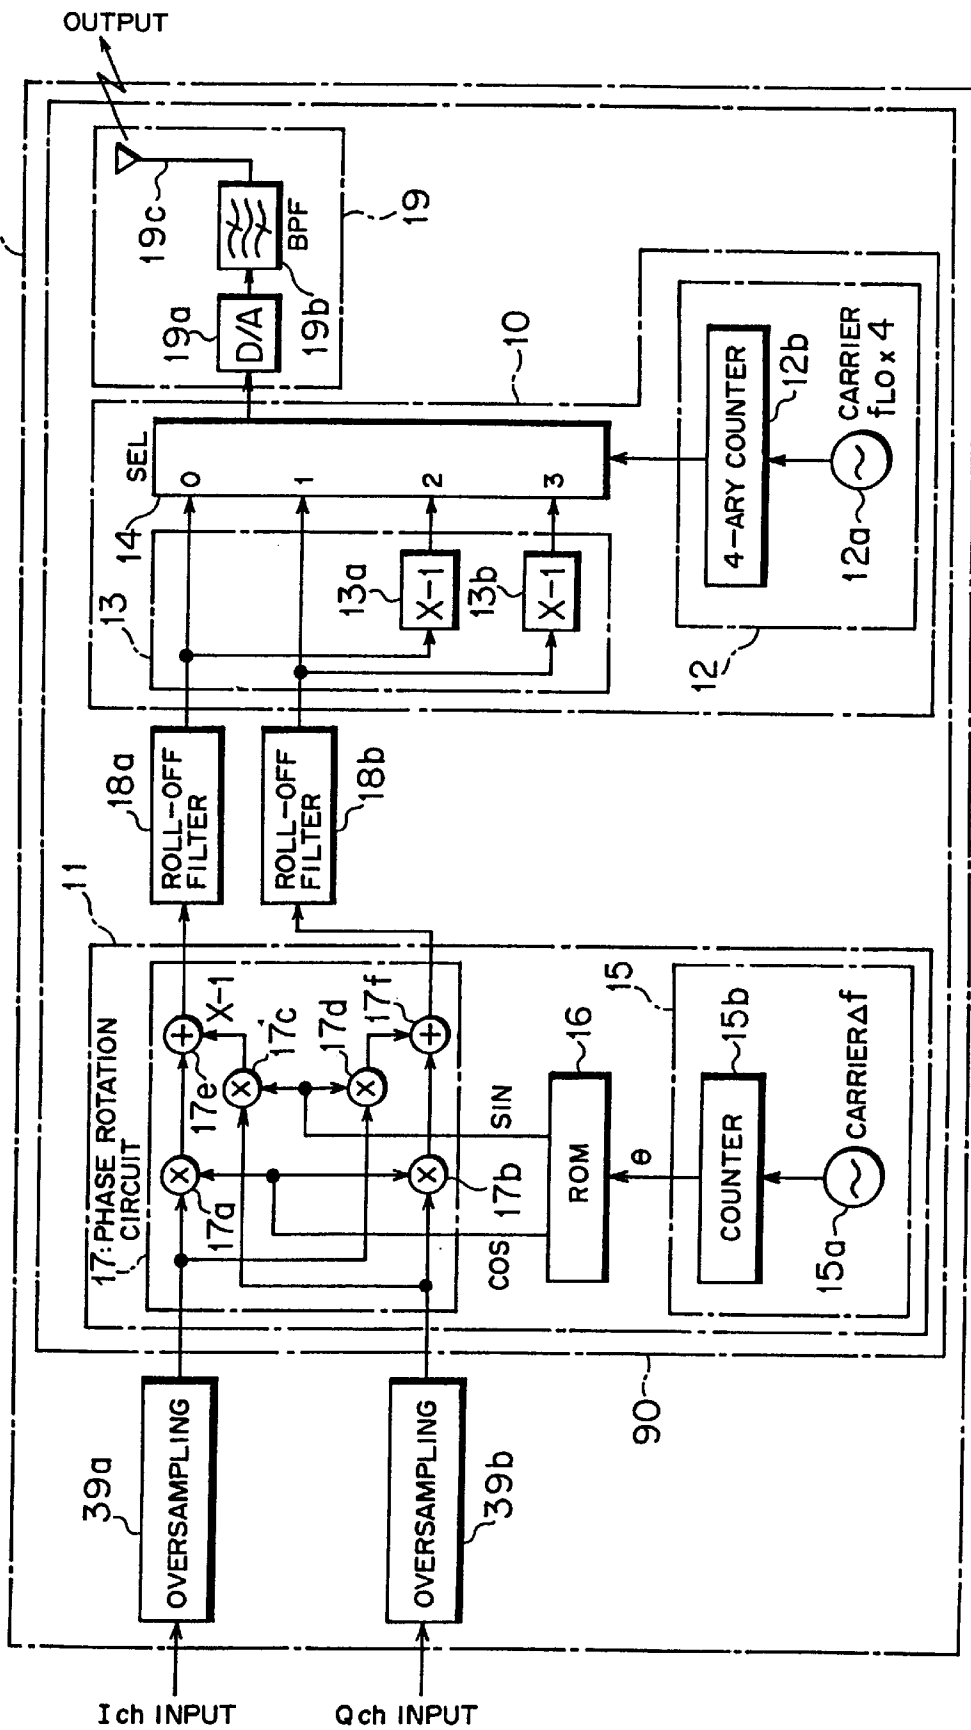 OUTPUT
19c
19
BPF
19b
19a
D/A
10
SEL
14
0
1
2
3
13
13a
X-1
13b
X-1
4-ARY COUNTER
12b
CARRIER
fLO x 4
12a
12
18a
ROLL-OFF
FILTER
18b
ROLL-OFF
FILTER
11
17:PHASE ROTATION
CIRCUIT
17a
17e
X-1
17c
17d
17f
17b
COS
SIN
16
ROM
θ
15
15b
COUNTER
CARRIER Δf
15a
90
39a
OVERSAMPLING
39b
OVERSAMPLING
Ich INPUT
Qch INPUT